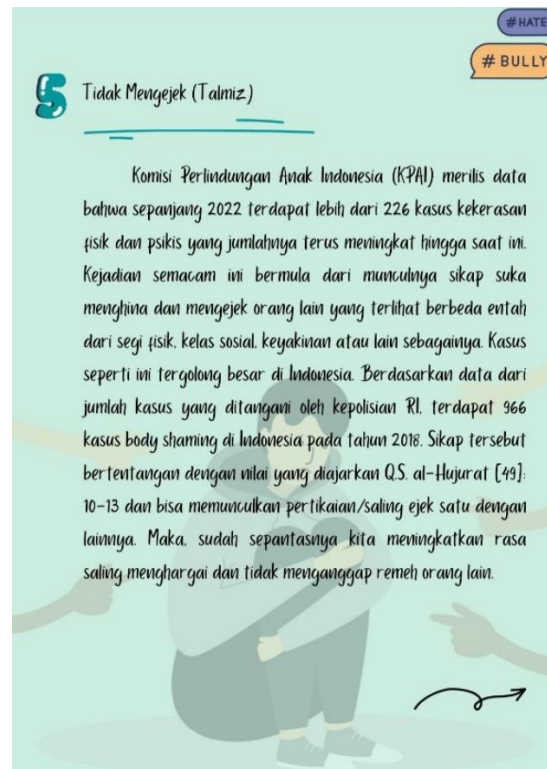 #HATE
# BULLY
5
Tidak Mengejek (Talmiz)
Komisi Perlindungan Anak Indonesia (KPAI) merilis data
bahwa sepanjang 2022 terdapat lebih dari 226 kasus kekerasan
fisik dan psikis yang jumlahnya terus meningkat hingga saat ini.
Kejadian semacam ini bermula dari munculnya sikap suka
menghina dan mengejek orang lain yang terlihat berbeda entah
dari segi fisik, kelas sosial, keyakinan atau lain sebagainya. Kasus
seperti ini tergolong besar di Indonesia. Berdasarkan data dari
jumlah kasus yang ditangani oleh kepolisian RI, terdapat 966
kasus body shaming di Indonesia pada tahun 2018. Sikap tersebut
bertentangan dengan nilai yang diajarkan Q.S. al-Hujurat [49]:
10-13 dan bisa memunculkan pertikaian/saling ejek satu dengan
lainnya. Maka, sudah sepantasnya kita meningkatkan rasa
saling menghargai dan tidak menganggap remeh orang lain.